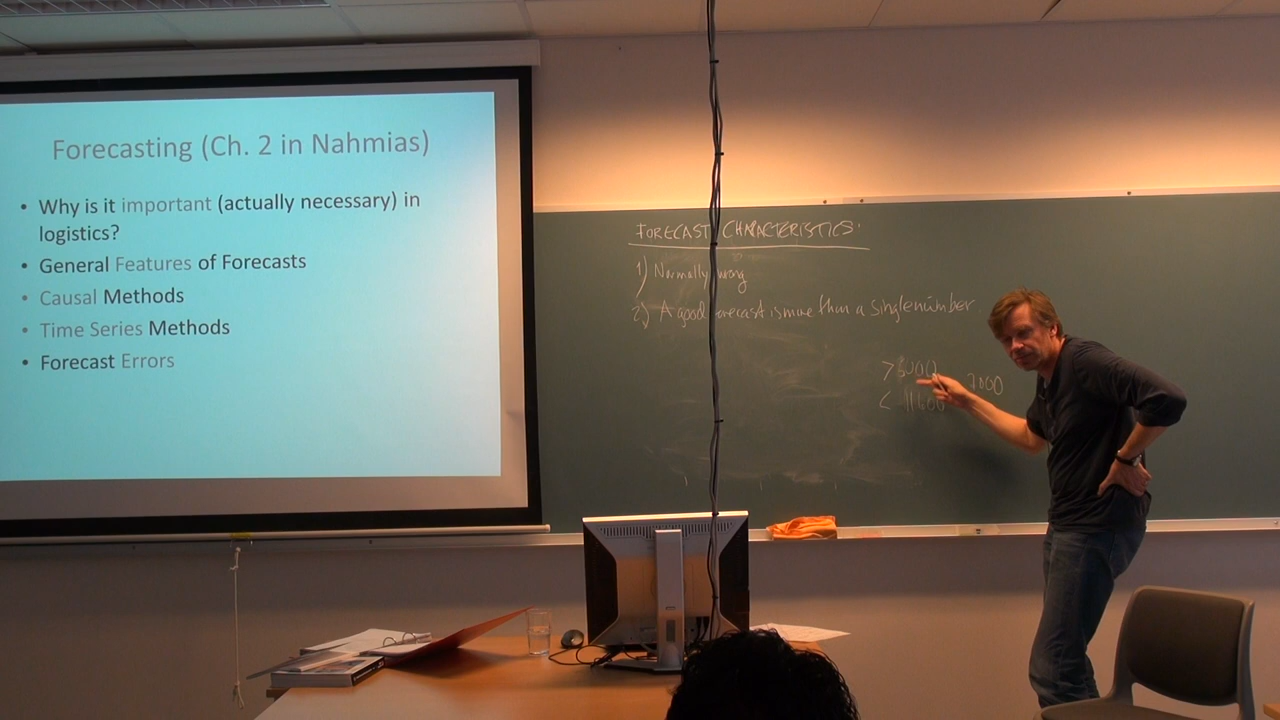 Forecasting (Ch. 2 in Nahmias)
• Why is it important (actually necessary) in
logistics?
• General Features of Forecasts
• Causal Methods
• Time Series Methods
• Forecast Errors
FORECAST CHARACTERISTICS:
1) Normally wrong
2) A good forecast is more than a single number.
> 5000
7000
<